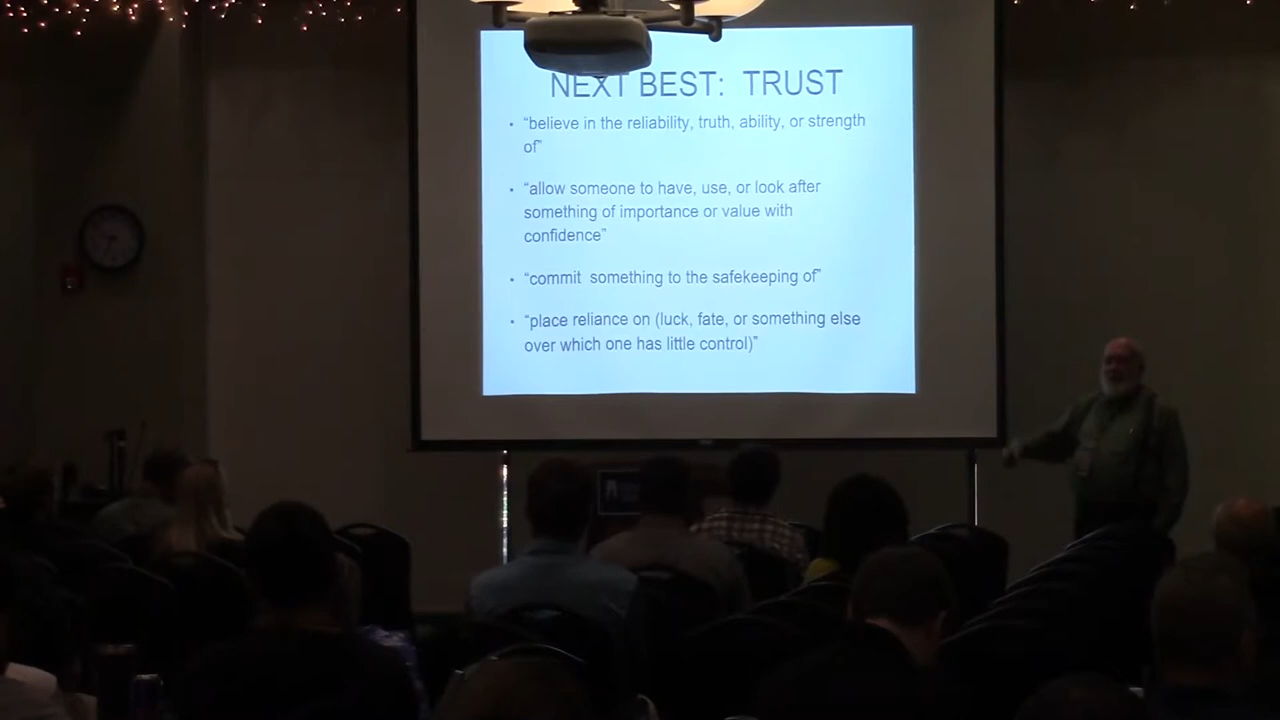 NEXT BEST: TRUST
• “believe in the reliability, truth, ability, or strength
of”
• “allow someone to have, use, or look after
something of importance or value with
confidence”
• “commit something to the safekeeping of”
• “place reliance on (luck, fate, or something else
over which one has little control)”